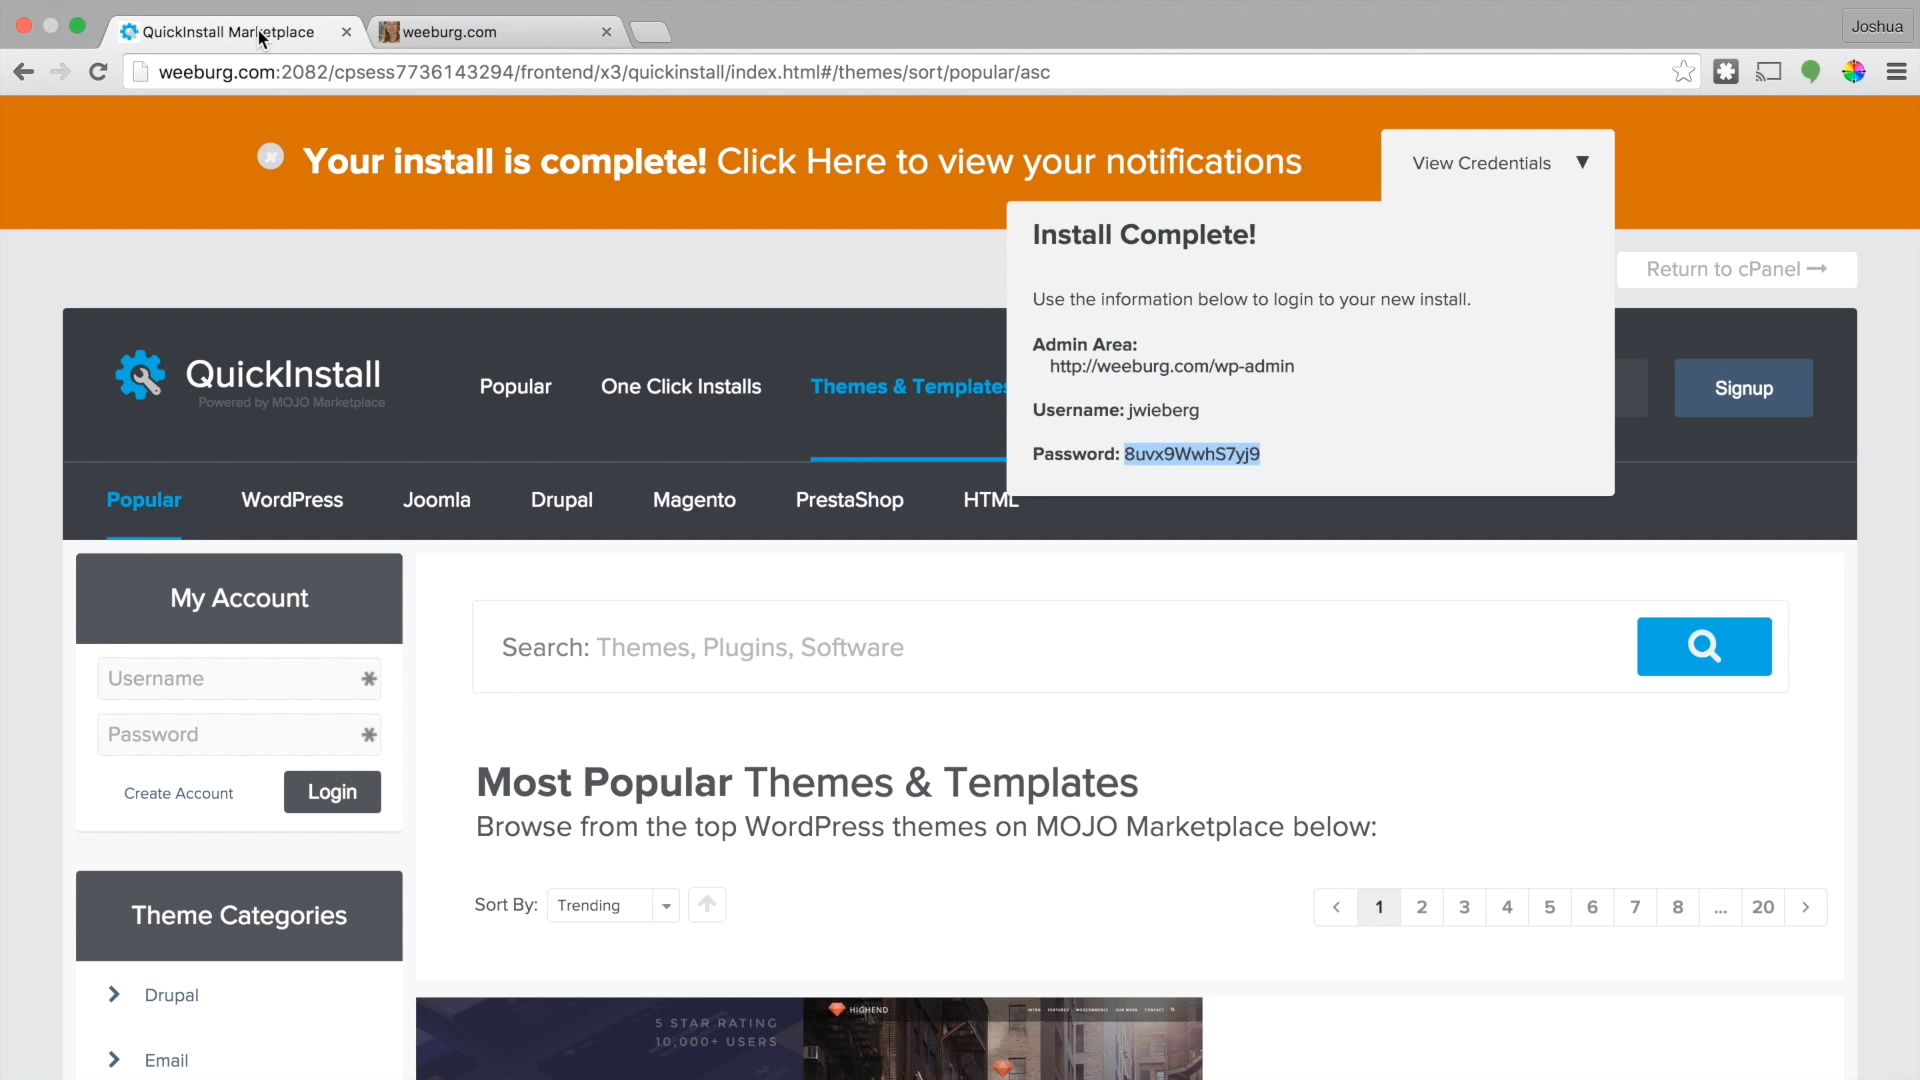 QuickInstall Marketplace
weeburg.com
Joshua
weeburg.com:2082/cpsess7736143294/frontend/x3/quickinstall/index.html#/themes/sort/popular/asc
Your install is complete! Click Here to view your notifications
View Credentials
Install Complete!
Use the information below to login to your new install.
Admin Area:
http://weeburg.com/wp-admin
Username: jwieberg
Password: 8uvx9WwhS7yj9
Return to cPanel
QuickInstall
Powered by MOJO Marketplace
Popular
One Click Installs
Themes & Templates
Signup
Popular
WordPress
Joomla
Drupal
Magento
PrestaShop
HTML
My Account
Username
Password
Create Account
Login
Theme Categories
Drupal
Email
Search: Themes, Plugins, Software
Most Popular Themes & Templates
Browse from the top WordPress themes on MOJO Marketplace below:
Sort By: Trending
1 2 3 4 5 6 7 8 ... 20
5 STAR RATING
10,000+ USERS
HIGHEND
INTRO FEATURES WOOCOMMERCE OUR WORK CONTACT